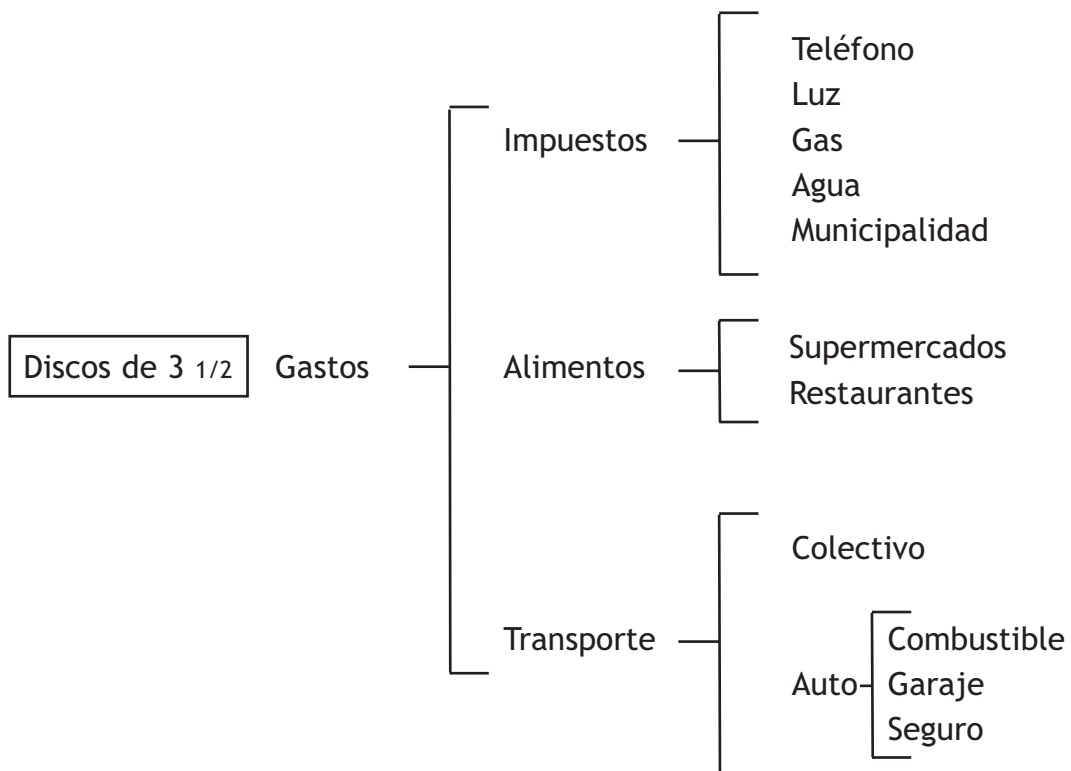 Discos de 3 1/2
Gastos
Impuestos
Teléfono
Luz
Gas
Agua
Municipalidad
Alimentos
Supermercados
Restaurantes
Transporte
Colectivo
Auto
Combustible
Garaje
Seguro